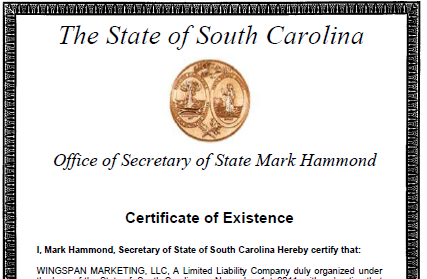 The State of South Carolina
Office of Secretary of State Mark Hammond
Certificate of Existence
I, Mark Hammond, Secretary of State of South Carolina Hereby certify that:
WINGSPAN MARKETING, LLC, A Limited Liability Company duly organized under